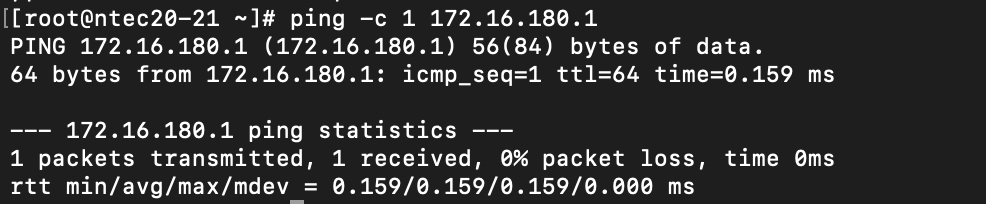 [[root@ntec20-21 ~]# ping -c 1 172.16.180.1
PING 172.16.180.1 (172.16.180.1) 56(84) bytes of data.
64 bytes from 172.16.180.1: icmp_seq=1 ttl=64 time=0.159 ms

--- 172.16.180.1 ping statistics ---
1 packets transmitted, 1 received, 0% packet loss, time 0ms
rtt min/avg/max/mdev = 0.159/0.159/0.159/0.000 ms